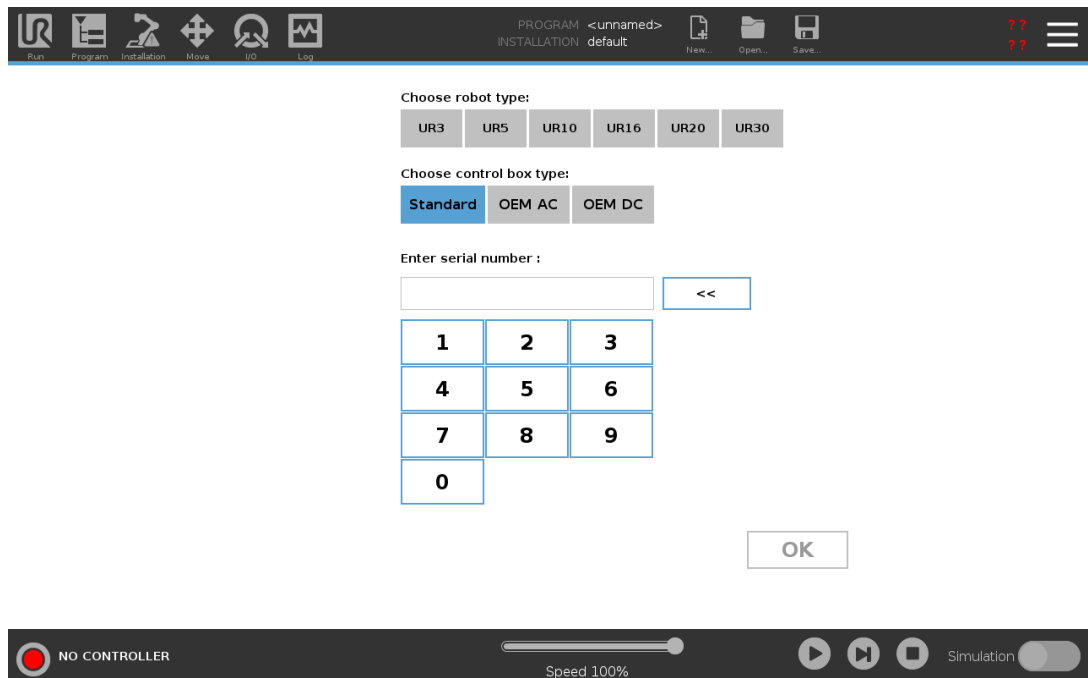 PROGRAM <unnamed>
INSTALLATION default
? ?
? ?
Run Program Installation Move I/O Log New... Open... Save...
Choose robot type:
UR3 UR5 UR10 UR16 UR20 UR30
Choose control box type:
Standard OEM AC OEM DC
Enter serial number :
<<
1 2 3
4 5 6
7 8 9
0
OK
NO CONTROLLER
Speed 100%
Simulation